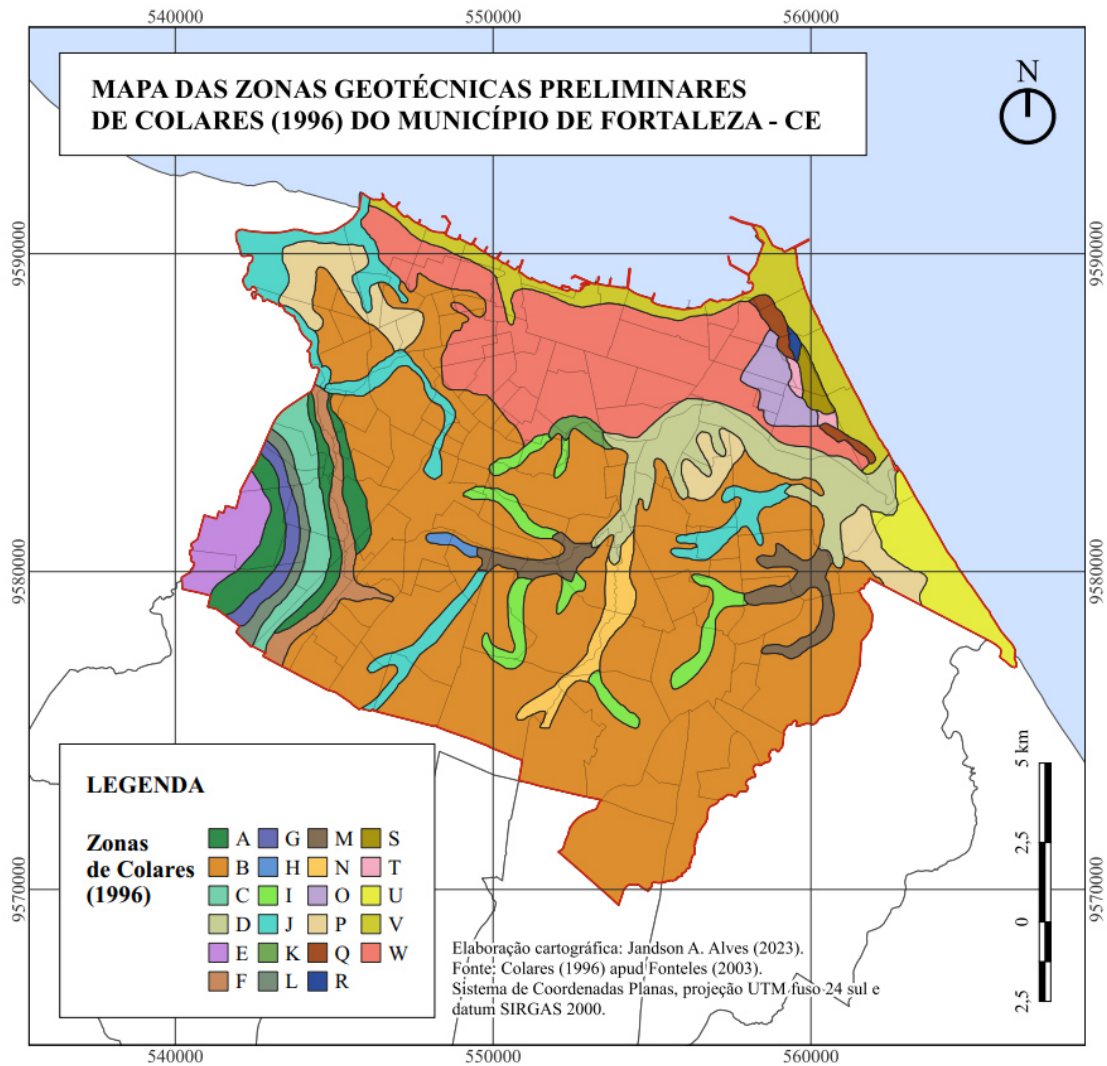 540000 550000 560000
MAPA DAS ZONAS GEOTÉCNICAS PRELIMINARES
DE COLARES (1996) DO MUNICÍPIO DE FORTALEZA - CE
N
9590000 9590000
9580000 9580000
5 km
2,5
0
2,5
LEGENDA
Zonas
de Colares
(1996)
A G M S
B H N T
C I O U
D J P V
E K Q W
F L R
9570000 9570000
Elaboração cartográfica: Jandson A. Alves (2023).
Fonte: Colares (1996) apud Fonteles (2003).
Sistema de Coordenadas Planas, projeção UTM fuso 24 sul e
datum SIRGAS 2000.
540000 550000 560000